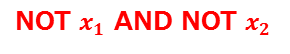 NOT x₁ AND NOT x₂